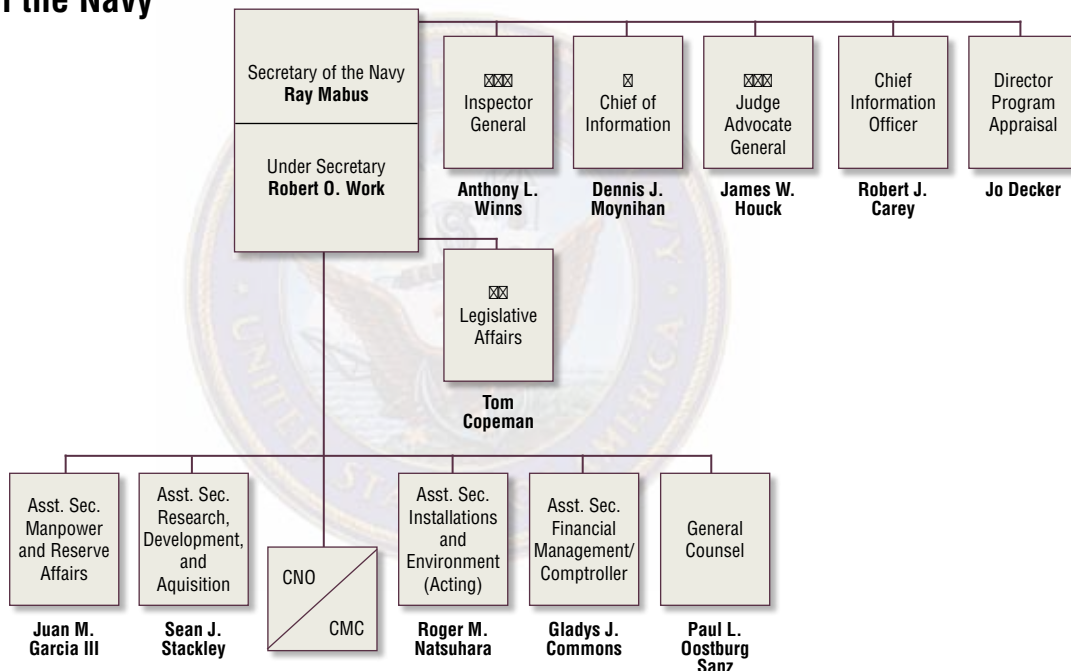 the Navy
Secretary of the Navy
Ray Mabus
Under Secretary
Robert O. Work
Inspector
General
Anthony L.
Winns
Chief of
Information
Dennis J.
Moynihan
Judge
Advocate
General
James W.
Houck
Chief
Information
Officer
Robert J.
Carey
Director
Program
Appraisal
Jo Decker
Legislative
Affairs
Tom
Copeman
Asst. Sec.
Manpower
and Reserve
Affairs
Juan M.
Garcia III
Asst. Sec.
Research,
Development,
and
Aquisition
Sean J.
Stackley
CNO
CMC
Asst. Sec.
Installations
and
Environment
(Acting)
Roger M.
Natsuhara
Asst. Sec.
Financial
Management/
Comptroller
Gladys J.
Commons
General
Counsel
Paul L.
Oostburg
Sanz